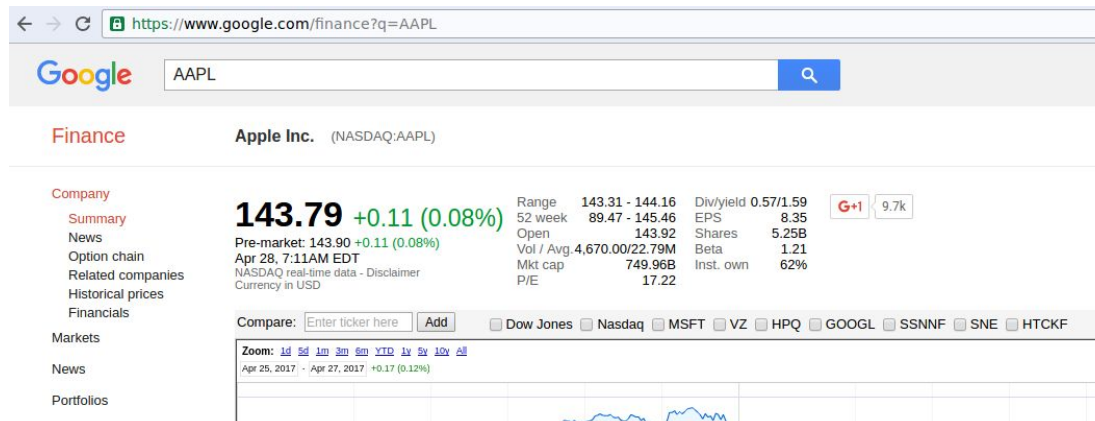 https://www.google.com/finance?q=AAPL
Google AAPL
Finance Apple Inc. (NASDAQ:AAPL)
Company
Summary
News
Option chain
Related companies
Historical prices
Financials
Markets
News
Portfolios
143.79 +0.11 (0.08%)
Pre-market: 143.90 +0.11 (0.08%)
Apr 28, 7:11AM EDT
NASDAQ real-time data - Disclaimer
Currency in USD
Range 143.31 - 144.16
52 week 89.47 - 145.46
Open 143.92
Vol / Avg. 4,670.00/22.79M
Mkt cap 749.96B
P/E 17.22
Div/yield 0.57/1.59
EPS 8.35
Shares 5.25B
Beta 1.21
Inst. own 62%
G+1 9.7k
Compare: Enter ticker here Add Dow Jones Nasdaq MSFT VZ HPQ GOOGL SSNNF SNE HTCKF
Zoom: 1d 5d 1m 3m 6m YTD 1y 5y 10y All
Apr 25, 2017 - Apr 27, 2017 +0.17 (0.12%)